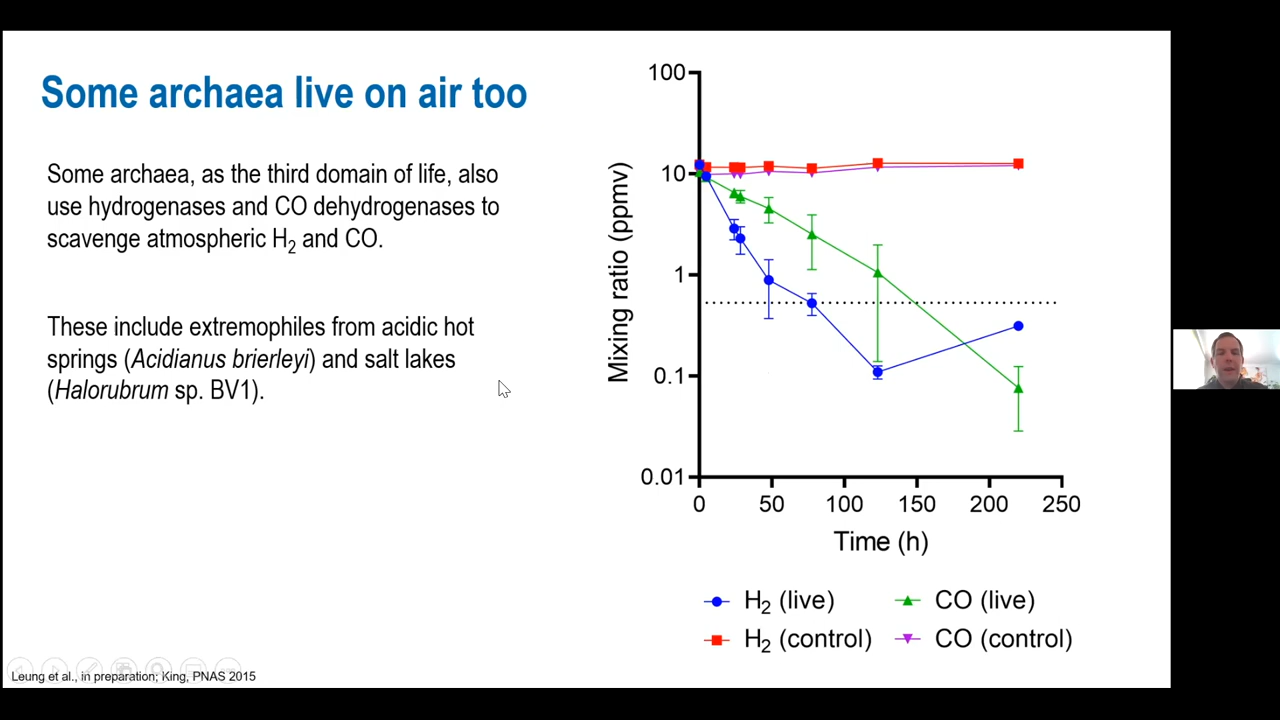 Some archaea live on air too
Some archaea, as the third domain of life, also
use hydrogenases and CO dehydrogenases to
scavenge atmospheric H₂ and CO.
These include extremophiles from acidic hot
springs (Acidianus brierleyi) and salt lakes
(Halorubrum sp. BV1).
Leung et al., in preparation; King, PNAS 2015
Mixing ratio (ppmv)
100
10
1
0.1
0.01
0 50 100 150 200 250
Time (h)
H₂ (live) CO (live)
H₂ (control) CO (control)